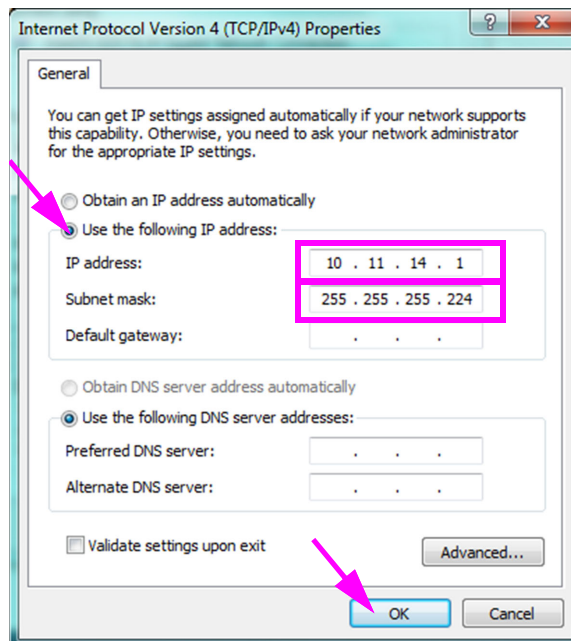 Internet Protocol Version 4 (TCP/IPv4) Properties
?
X
General
You can get IP settings assigned automatically if your network supports
this capability. Otherwise, you need to ask your network administrator
for the appropriate IP settings.
Obtain an IP address automatically
Use the following IP address:
IP address: 10 . 11 . 14 . 1
Subnet mask: 255 . 255 . 255 . 224
Default gateway: . . .
Obtain DNS server address automatically
Use the following DNS server addresses:
Preferred DNS server: . . .
Alternate DNS server: . . .
Validate settings upon exit
Advanced...
OK Cancel